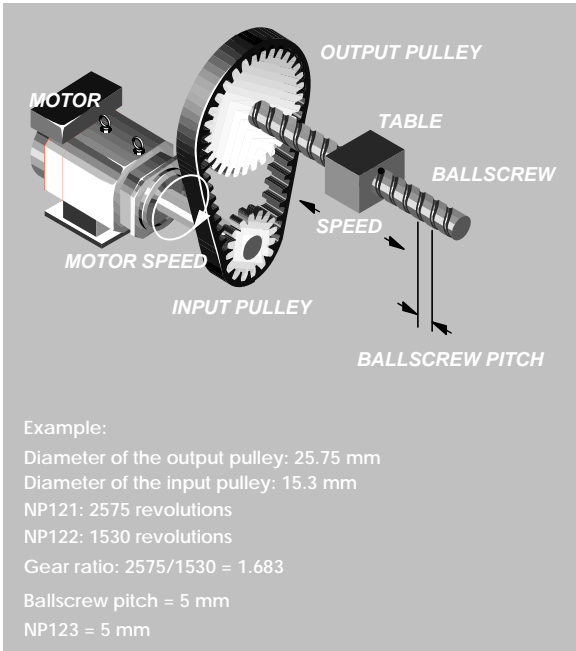 OUTPUT PULLEY
MOTOR
TABLE
BALLSCREW
SPEED
MOTOR SPEED
INPUT PULLEY
BALLSCREW PITCH
Example:
Diameter of the output pulley: 25.75 mm
Diameter of the input pulley: 15.3 mm
NP121: 2575 revolutions
NP122: 1530 revolutions
Gear ratio: 2575/1530 = 1.683
Ballscrew pitch = 5 mm
NP123 = 5 mm